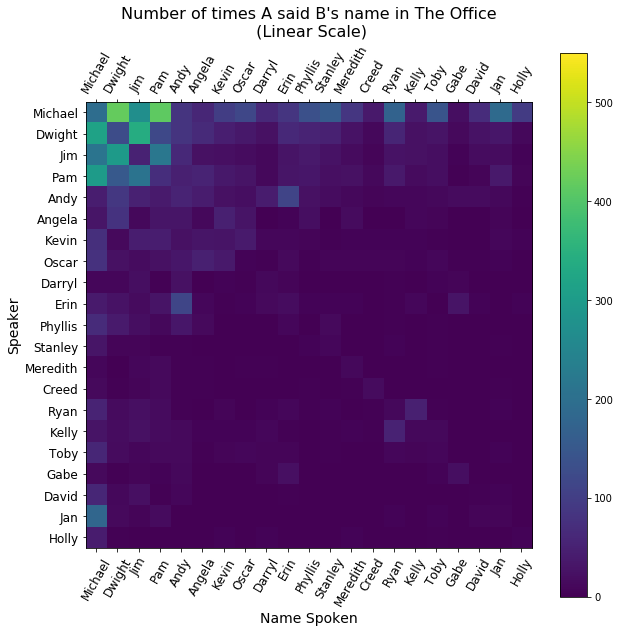 Number of times A said B's name in The Office
(Linear Scale)
Michael Dwight Jim Pam Andy Angela Kevin Oscar Darryl Erin Phyllis Stanley Meredith Creed Ryan Kelly Toby Gabe David Jan Holly
Michael
Dwight
Jim
Pam
Andy
Angela
Kevin
Oscar
Darryl
Erin
Phyllis
Stanley
Meredith
Creed
Ryan
Kelly
Toby
Gabe
David
Jan
Holly
Speaker
Michael Dwight Jim Pam Andy Angela Kevin Oscar Darryl Erin Phyllis Stanley Meredith Creed Ryan Kelly Toby Gabe David Jan Holly
Name Spoken
500
400
300
200
100
0